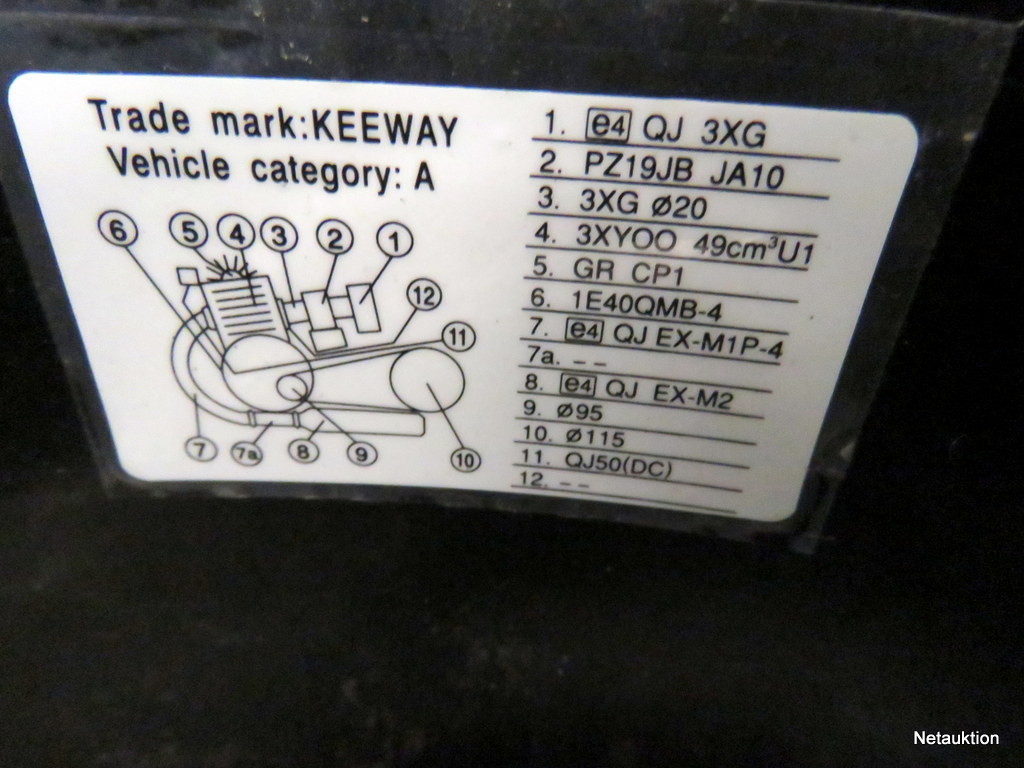 Trade mark:KEEWAY
Vehicle category: A
6 5 4 3 2 1
12
11
7 7a 8 9 10
1. e4 QJ 3XG
2. PZ19JB JA10
3. 3XG Ø20
4. 3XYOO 49cm³U1
5. GR CP1
6. 1E40QMB-4
7. e4 QJ EX-M1P-4
7a. - -
8. e4 QJ EX-M2
9. Ø95
10. Ø115
11. QJ50(DC)
12. - -
Netauktion